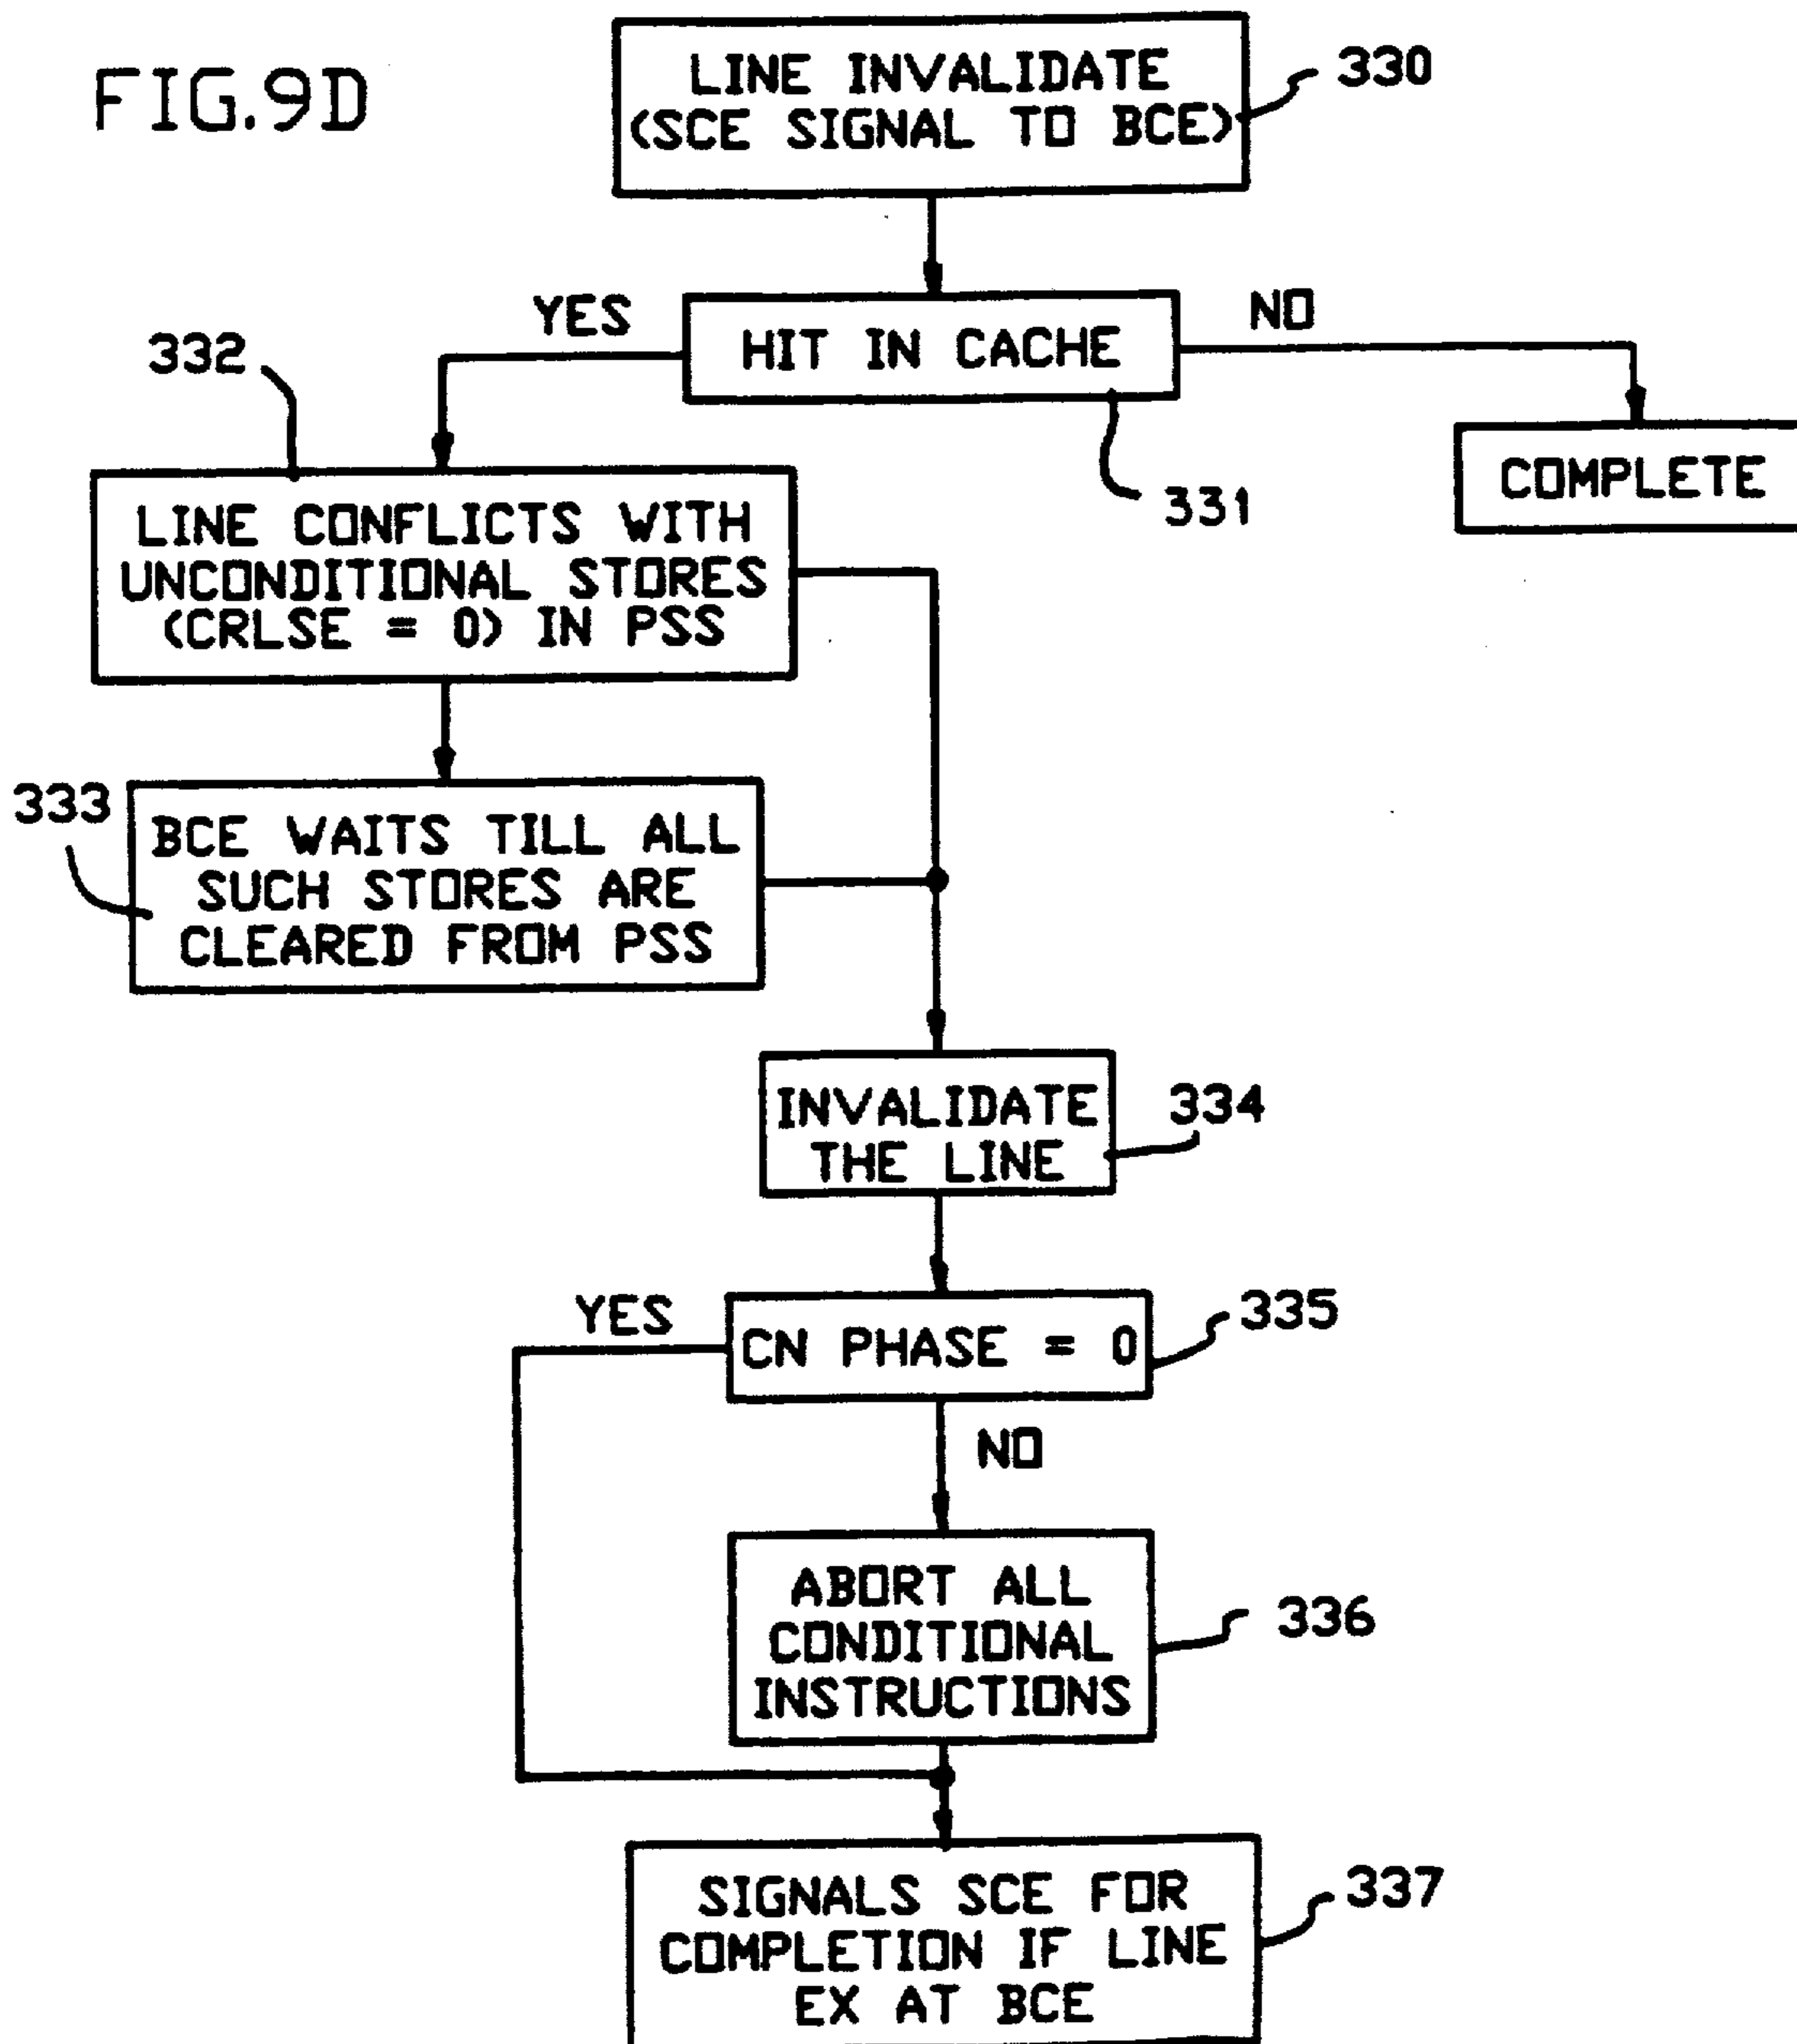 FIG.9D
LINE INVALIDATE
(SCE SIGNAL TO BCE)
330
YES
HIT IN CACHE
NO
331
COMPLETE
332
LINE CONFLICTS WITH
UNCONDITIONAL STORES
(CRLSE = 0) IN PSS
333
BCE WAITS TILL ALL
SUCH STORES ARE
CLEARED FROM PSS
INVALIDATE
THE LINE
334
YES
CN PHASE = 0
335
NO
ABORT ALL
CONDITIONAL
INSTRUCTIONS
336
SIGNALS SCE FOR
COMPLETION IF LINE
EX AT BCE
337